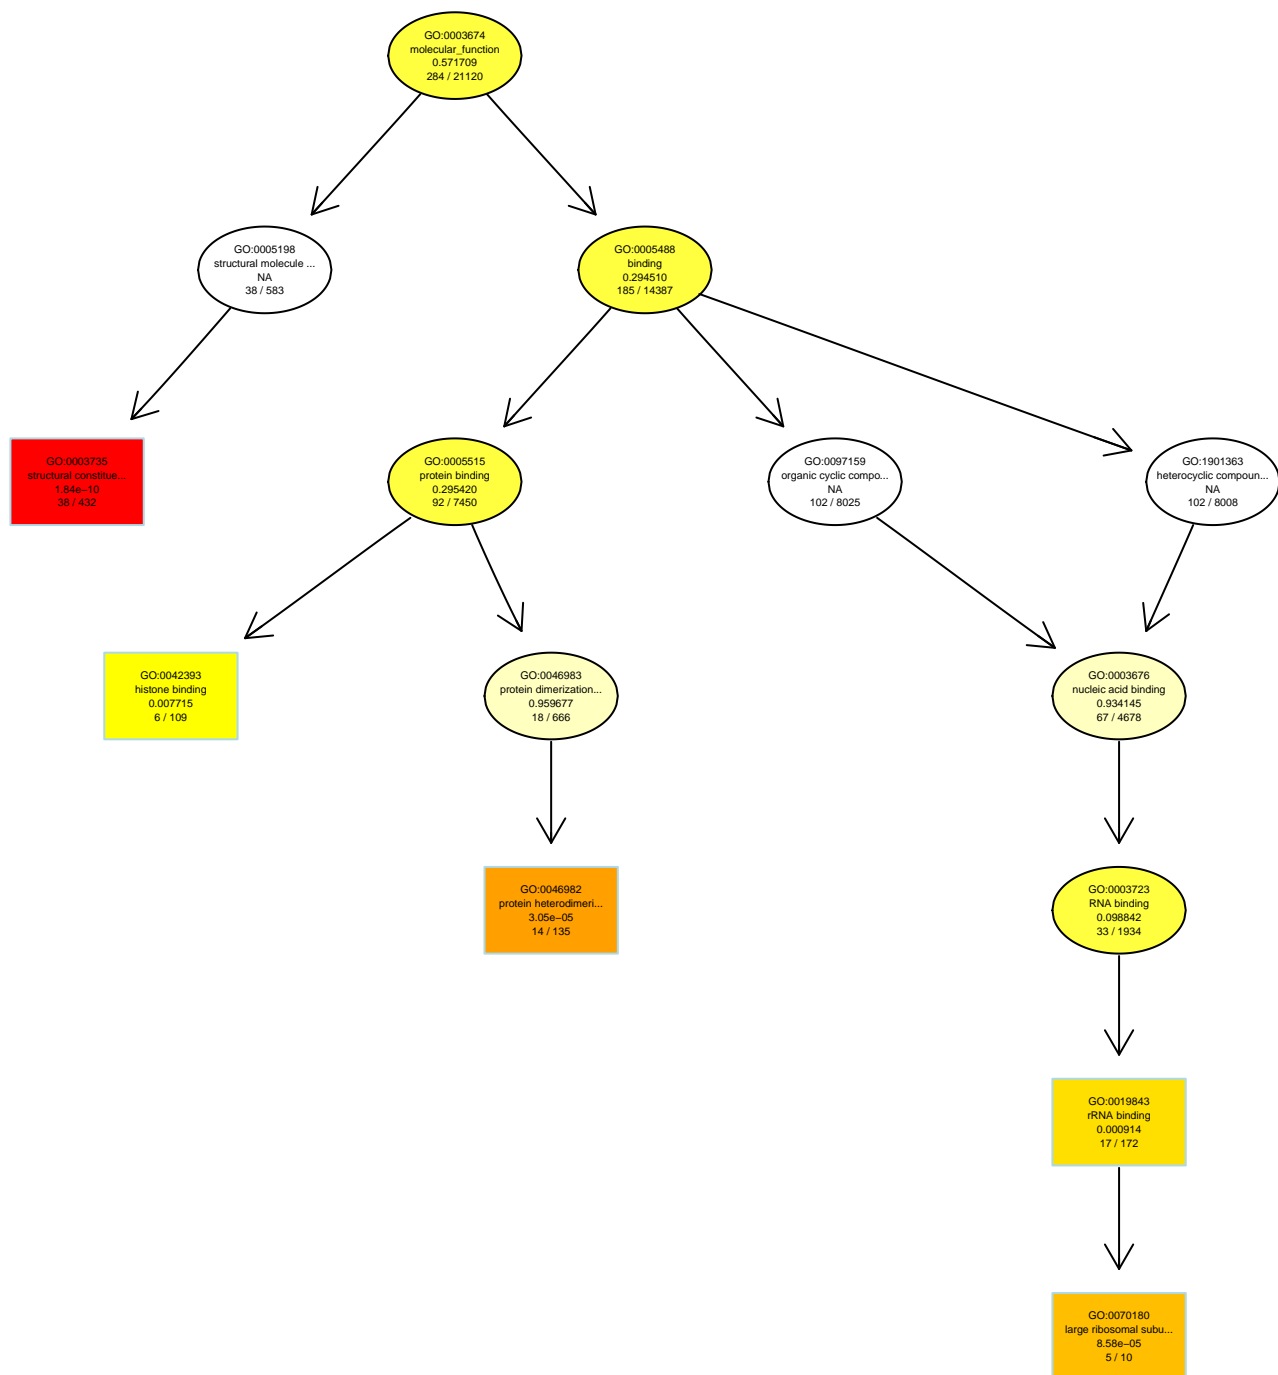 GO:0003674
molecular_function
0.571709
284 / 21120
GO:0005198
structural molecule ...
NA
38 / 583
GO:0005488
binding
0.294510
185 / 14387
GO:0003735
structural constitue...
1.84e−10
38 / 432
GO:0005515
protein binding
0.295420
92 / 7450
GO:0097159
organic cyclic compo...
NA
102 / 8025
GO:1901363
heterocyclic compoun...
NA
102 / 8008
GO:0042393
histone binding
0.007715
6 / 109
GO:0046983
protein dimerization...
0.959677
18 / 666
GO:0003676
nucleic acid binding
0.934145
67 / 4678
GO:0046982
protein heterodimeri...
3.05e−05
14 / 135
GO:0003723
RNA binding
0.098842
33 / 1934
GO:0019843
rRNA binding
0.000914
17 / 172
GO:0070180
large ribosomal subu...
8.58e−05
5 / 10